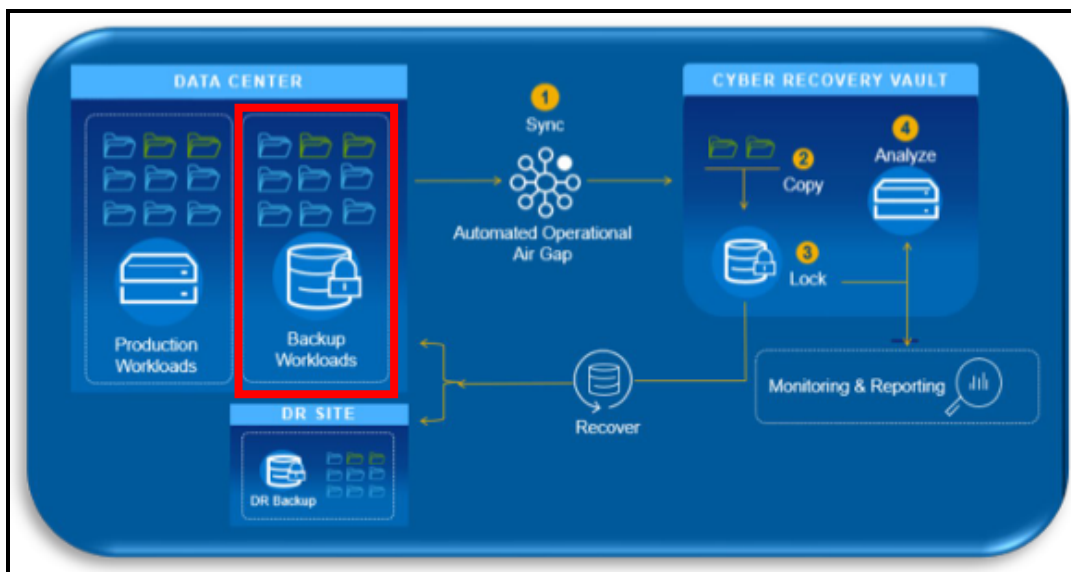 DATA CENTER
Production
Workloads
Backup
Workloads
1
Sync
Automated Operational
Air Gap
CYBER RECOVERY VAULT
2
Copy
3
Lock
4
Analyze
Monitoring & Reporting
Recover
DR SITE
DR Backup